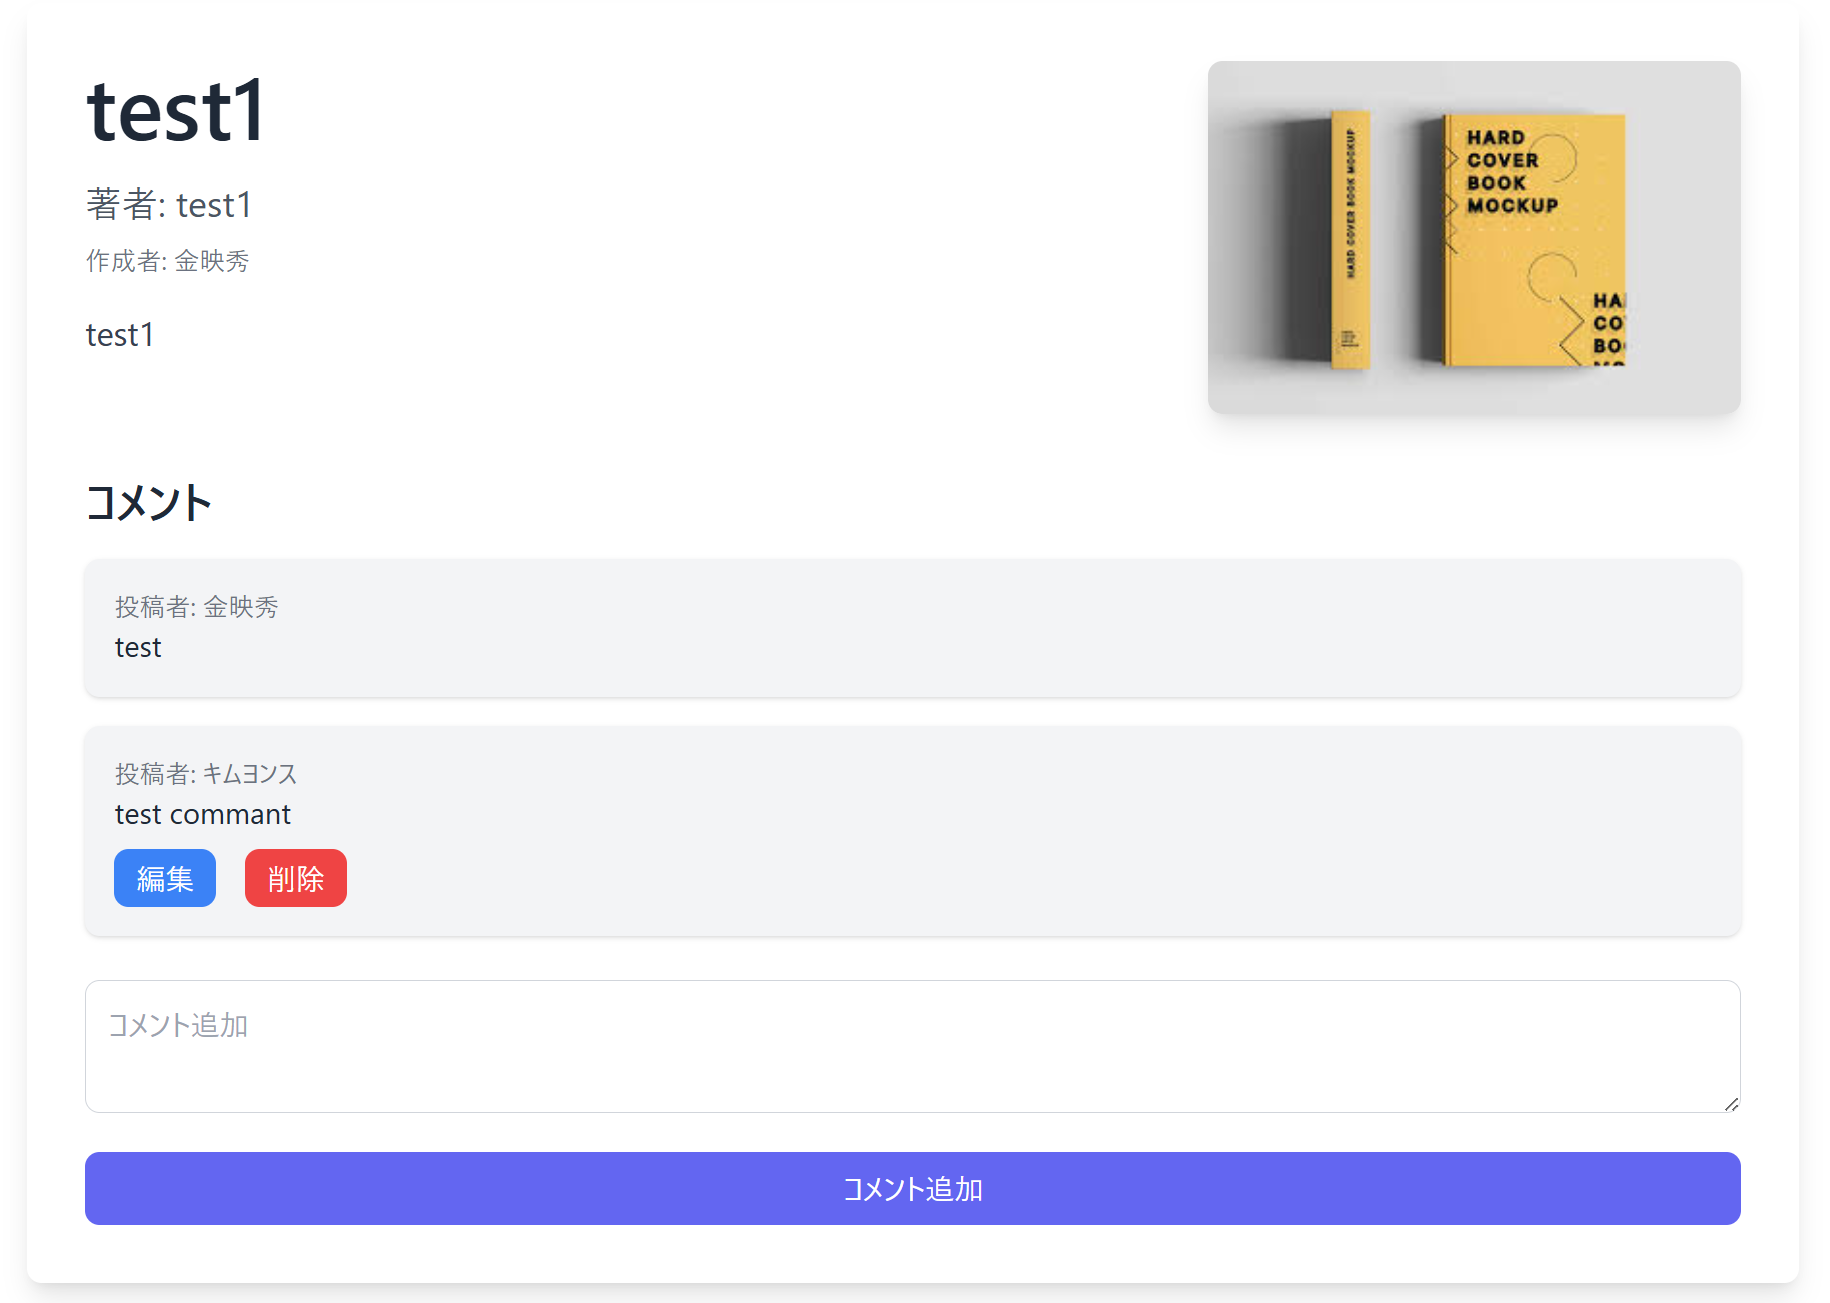 test1
著者: test1
作成者: 金映秀
test1
HARD COVER BOOK MOCKUP
HARD
COVER
BOOK
MOCKUP
HA
CO
BO
コメント
投稿者: 金映秀
test
投稿者: キムヨンス
test commant
編集 削除
コメント追加
コメント追加